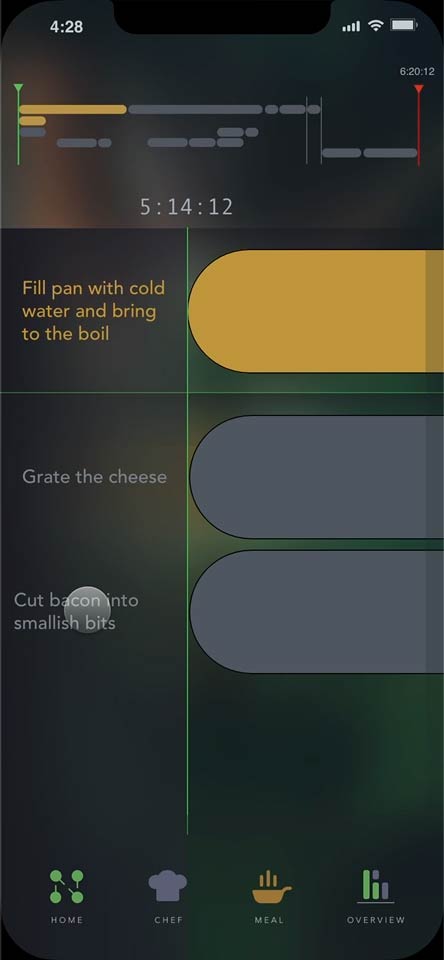 4:28
6:20:12
5:14:12
Fill pan with cold
water and bring
to the boil
Grate the cheese
Cut bacon into
smallish bits
HOME
CHEF
MEAL
OVERVIEW